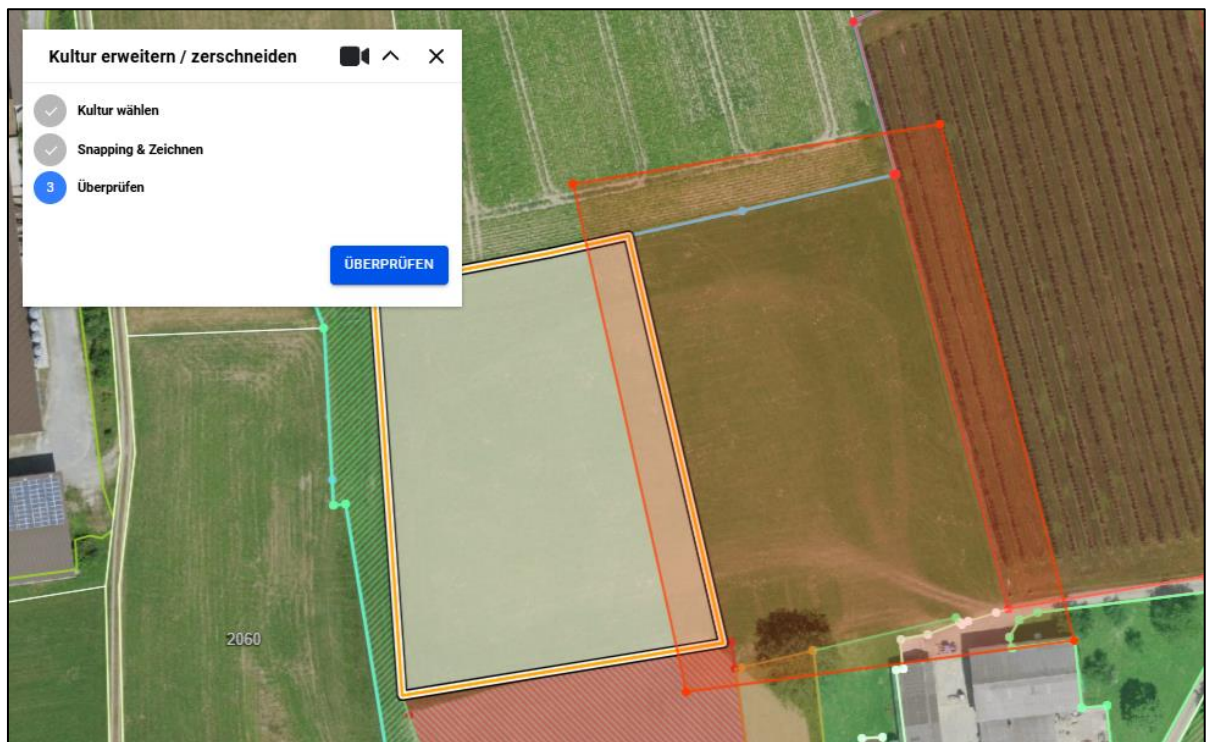 Kultur erweitern / zerschneiden
Kultur wählen
Snapping & Zeichnen
3 Überprüfen
ÜBERPRÜFEN
2060